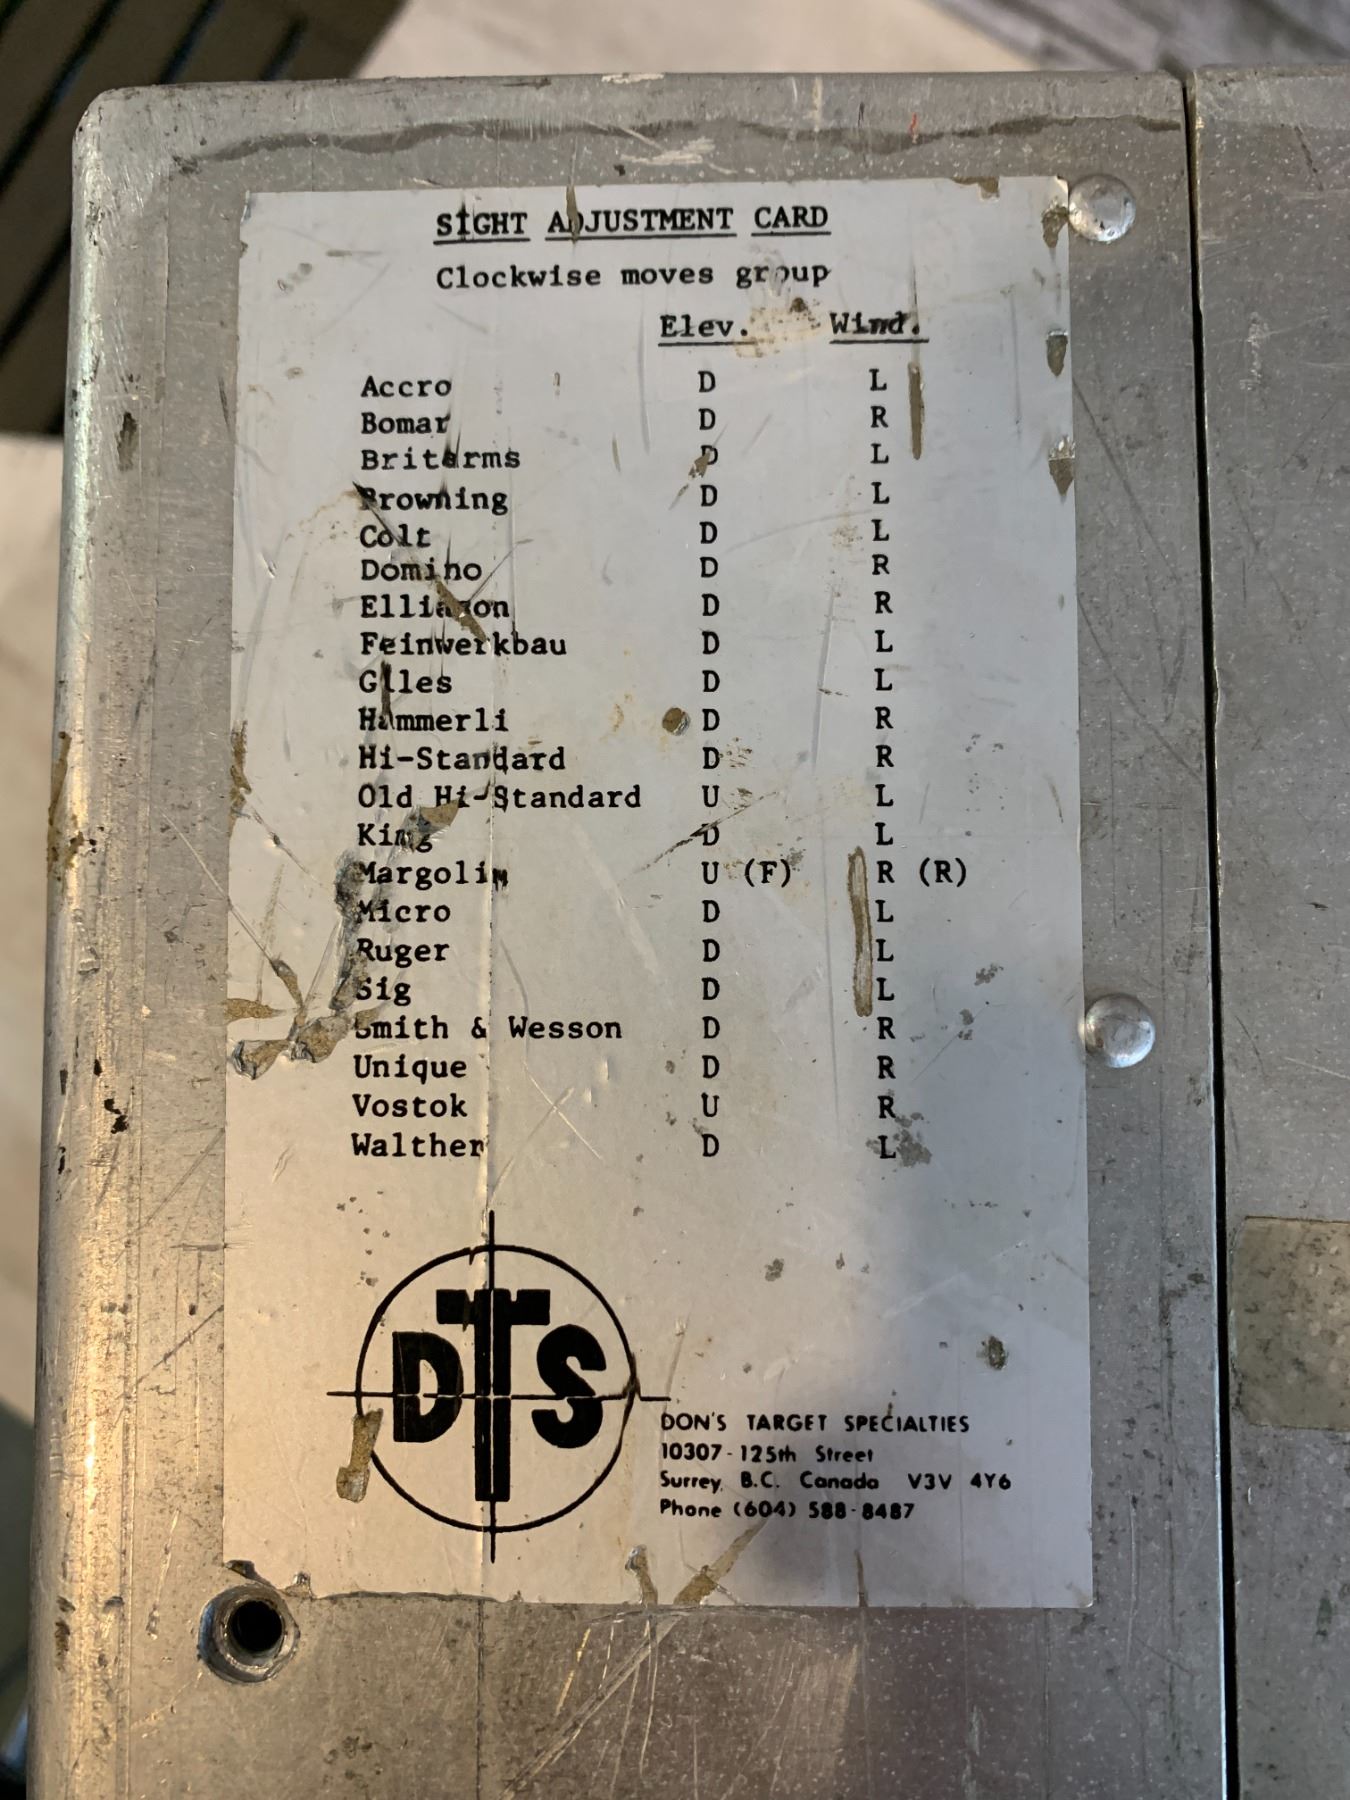 SIGHT ADJUSTMENT CARD
Clockwise moves group
Elev. Wind.
Accro D L
Bomar D R
Briterms D L
Browning D L
Colt D L
Domino D R
Elliason D R
Feinwerkbau D L
Giles D L
Hammerli D R
Hi-Standard D R
Old Hi-Standard U L
King D L
Margolin U (F) R (R)
Micro D L
Ruger D L
Sig D L
Smith & Wesson D R
Unique D R
Vostok U R
Walther D L
DTS
DON'S TARGET SPECIALTIES
10307-125th Street
Surrey, B.C. Canada V3V 4Y6
Phone (604) 588-8487